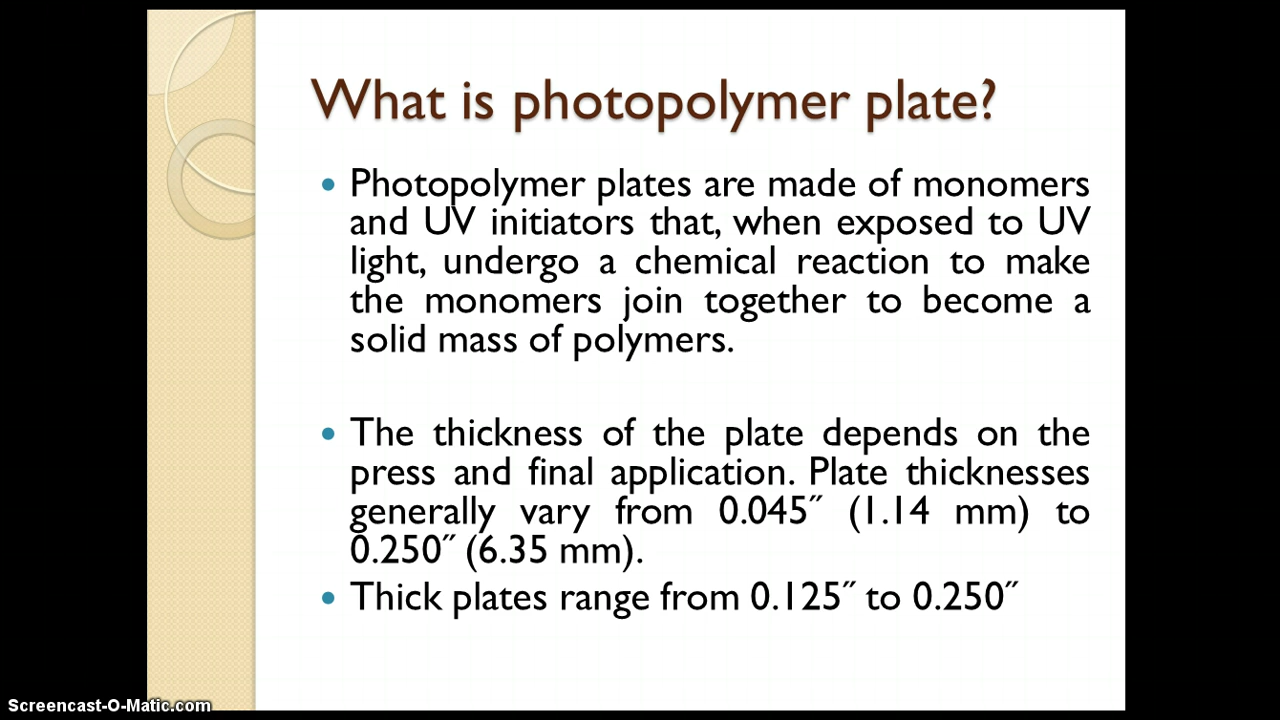 What is photopolymer plate?
• Photopolymer plates are made of monomers
and UV initiators that, when exposed to UV
light, undergo a chemical reaction to make
the monomers join together to become a
solid mass of polymers.
• The thickness of the plate depends on the
press and final application. Plate thicknesses
generally vary from 0.045˝ (1.14 mm) to
0.250˝ (6.35 mm).
• Thick plates range from 0.125˝ to 0.250˝
Screencast-O-Matic.com